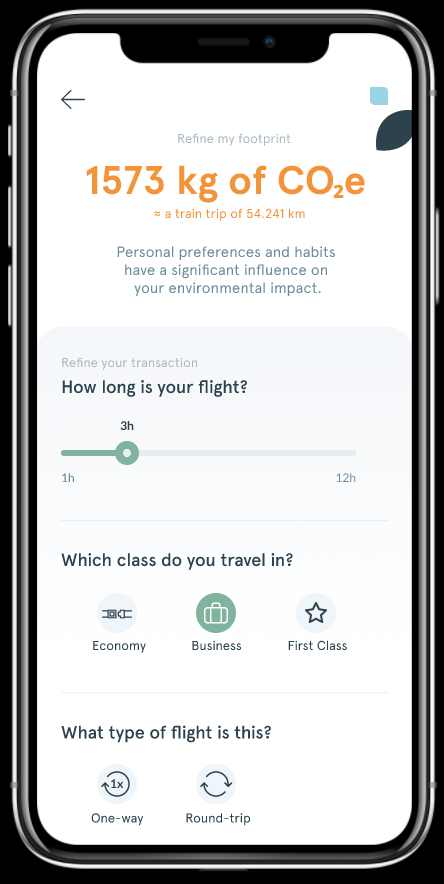 Refine my footprint
1573 kg of CO₂e
≈ a train trip of 54.241 km
Personal preferences and habits
have a significant influence on
your environmental impact.
Refine your transaction
How long is your flight?
3h
1h 12h
Which class do you travel in?
Economy Business First Class
What type of flight is this?
1x
One-way Round-trip